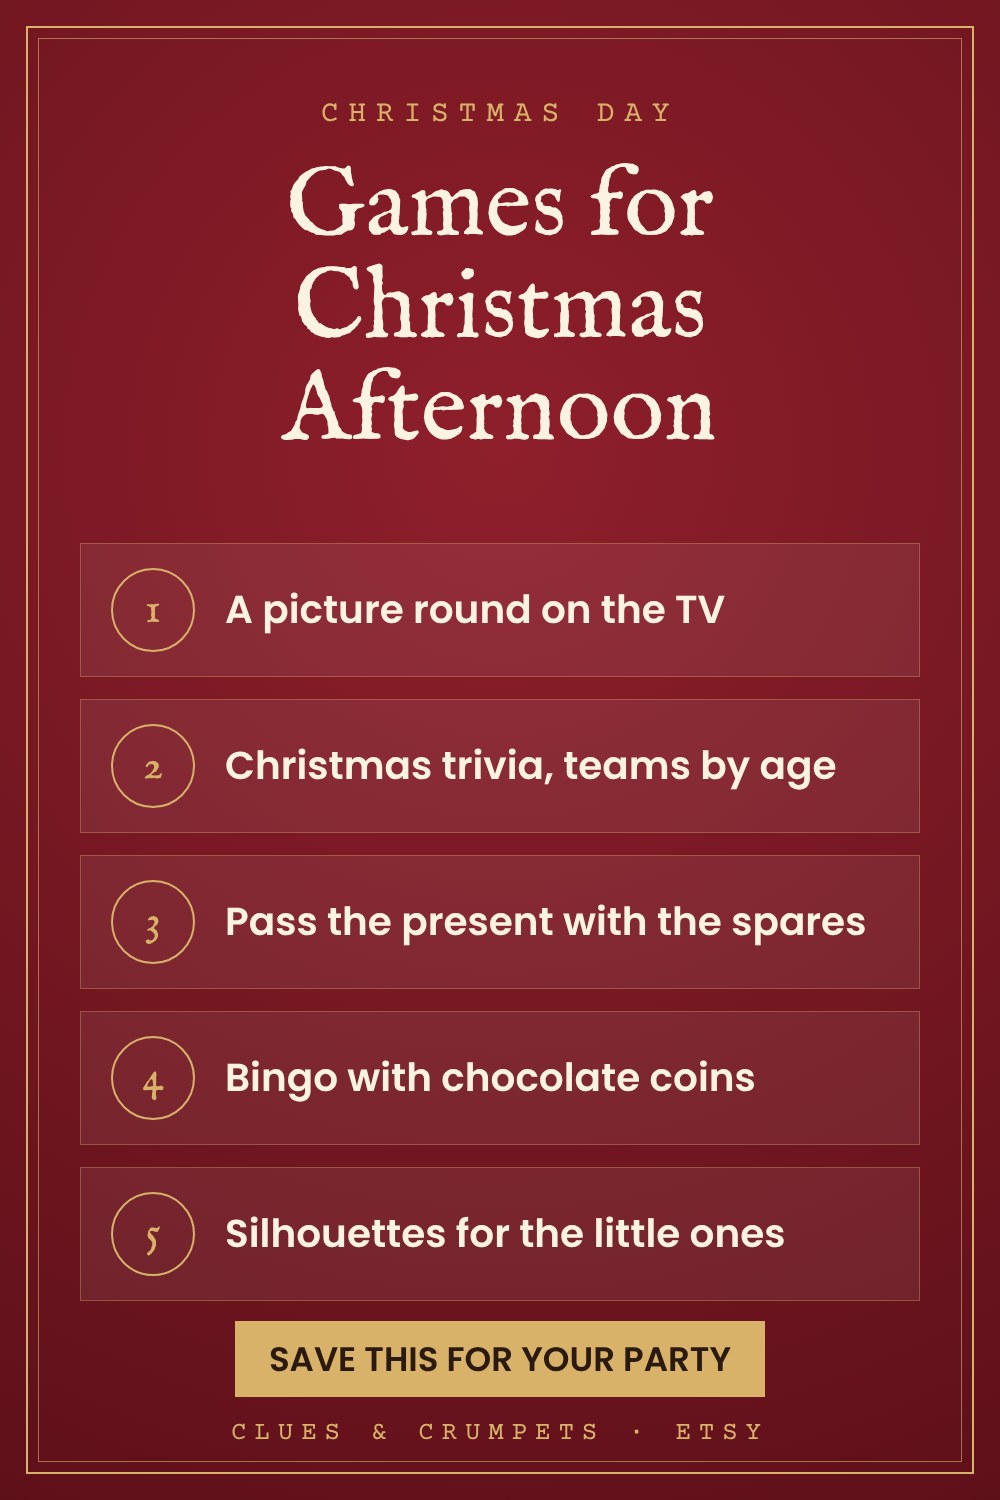 CHRISTMAS DAY
Games for
Christmas
Afternoon
1 A picture round on the TV
2 Christmas trivia, teams by age
3 Pass the present with the spares
4 Bingo with chocolate coins
5 Silhouettes for the little ones
SAVE THIS FOR YOUR PARTY
CLUES & CRUMPETS · ETSY